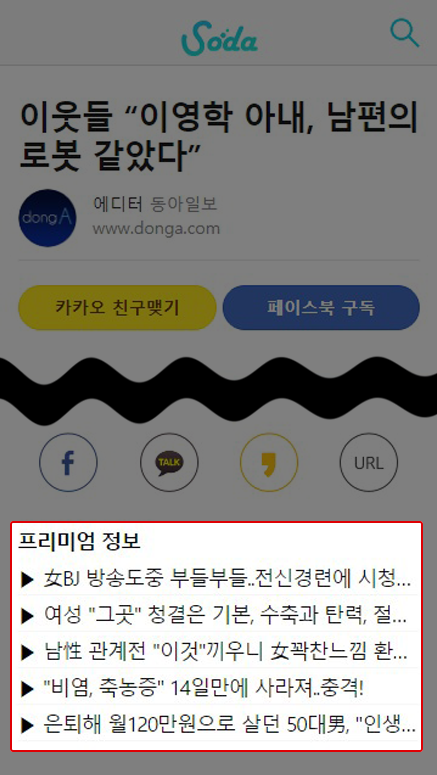 Soda
이웃들 “이영학 아내, 남편의
로봇 같았다”
dongA
에디터 동아일보
www.donga.com
카카오 친구맺기
페이스북 구독
f
TALK
URL
프리미엄 정보
▶ 女BJ 방송도중 부들부들..전신경련에 시청...
▶ 여성 "그곳" 청결은 기본, 수축과 탄력, 절...
▶ 남性 관계전 "이것"끼우니 女꽉찬느낌 환...
▶ "비염, 축농증" 14일만에 사라져..충격!
▶ 은퇴해 월120만원으로 살던 50대男, "인생...